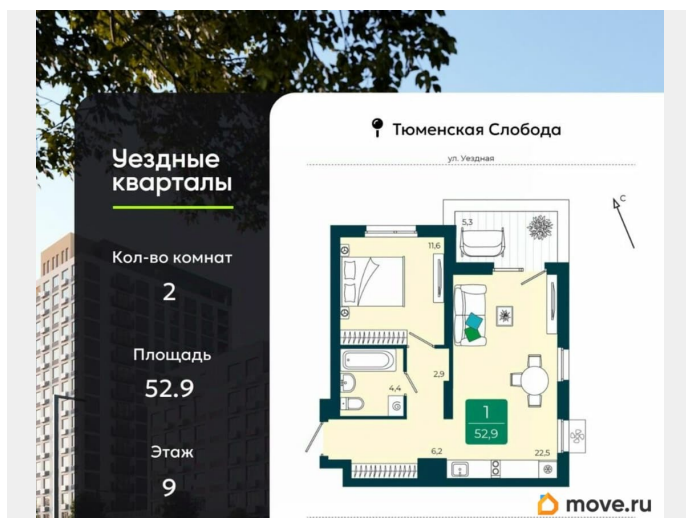 Уездные
кварталы
Кол-во комнат
2
Площадь
52.9
Этаж
9
Тюменская Слобода
ул. Уездная
С
5,3
11,6
2,9
4,4
1
52,9
6,2
22,5
move.ru